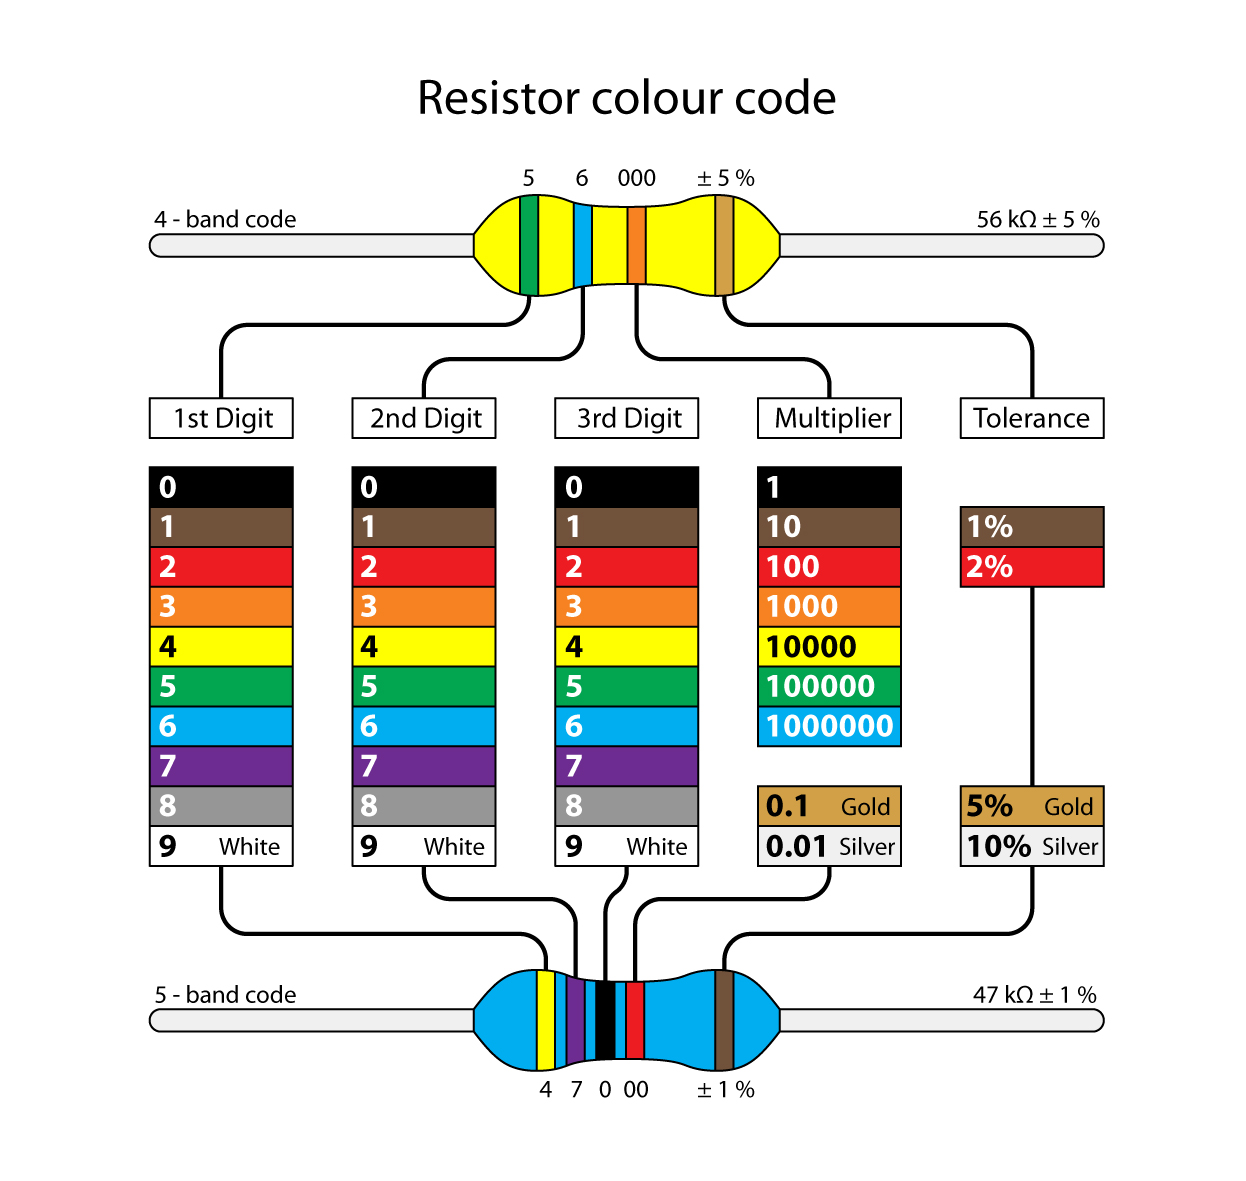 Resistor colour code
5 6 000 ± 5 %
4 - band code 56 kΩ ± 5 %
1st Digit 2nd Digit 3rd Digit Multiplier Tolerance
0 0 0 1
1 1 1 10 1%
2 2 2 100 2%
3 3 3 1000
4 4 4 10000
5 5 5 100000
6 6 6 1000000
7 7 7
8 8 8 0.1 Gold 5% Gold
9 White 9 White 9 White 0.01 Silver 10% Silver
5 - band code 47 kΩ ± 1 %
4 7 0 00 ± 1 %